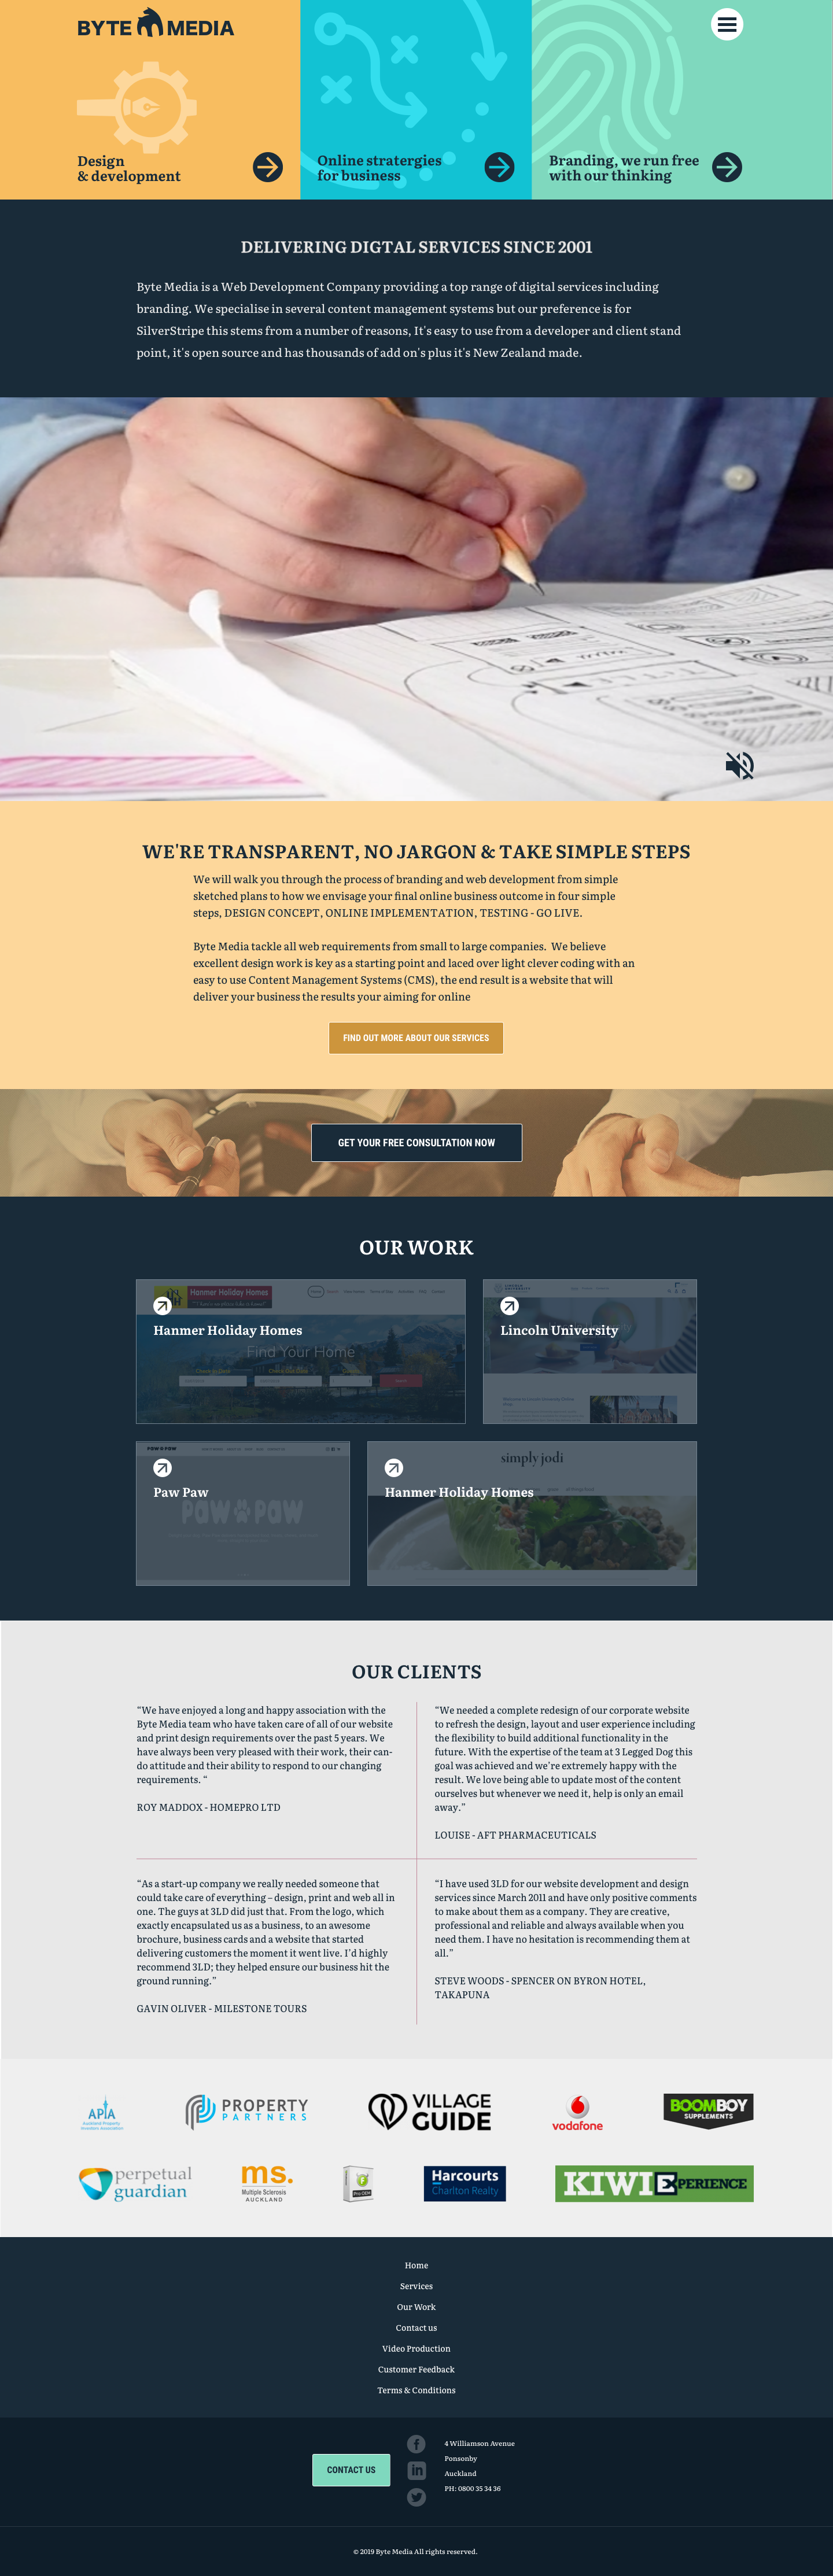 BYTE MEDIA
Design
& development
Online stratergies
for business
Branding, we run free
with our thinking
DELIVERING DIGTAL SERVICES SINCE 2001
Byte Media is a Web Development Company providing a top range of digital services including
branding. We specialise in several content management systems but our preference is for
SilverStripe this stems from a number of reasons, It's easy to use from a developer and client stand
point, it's open source and has thousands of add on's plus it's New Zealand made.
WE'RE TRANSPARENT, NO JARGON & TAKE SIMPLE STEPS
We will walk you through the process of branding and web development from simple
sketched plans to how we envisage your final online business outcome in four simple
steps, DESIGN CONCEPT, ONLINE IMPLEMENTATION, TESTING - GO LIVE.
Byte Media tackle all web requirements from small to large companies. We believe
excellent design work is key as a starting point and laced over light clever coding with an
easy to use Content Management Systems (CMS), the end result is a website that will
deliver your business the results your aiming for online
FIND OUT MORE ABOUT OUR SERVICES
GET YOUR FREE CONSULTATION NOW
OUR WORK
Hanmer Holiday Homes
Hanmer Holiday Homes
Find Your Home
Lincoln University
PAW PAW
Paw Paw
PAW PAW
simply jodi
Hanmer Holiday Homes
OUR CLIENTS
“We have enjoyed a long and happy association with the
Byte Media team who have taken care of all of our website
and print design requirements over the past 5 years. We
have always been very pleased with their work, their can-
do attitude and their ability to respond to our changing
requirements. “
ROY MADDOX - HOMEPRO LTD
“We needed a complete redesign of our corporate website
to refresh the design, layout and user experience including
the flexibility to build additional functionality in the
future. With the expertise of the team at 3 Legged Dog this
goal was achieved and we’re extremely happy with the
result. We love being able to update most of the content
ourselves but whenever we need it, help is only an email
away.”
LOUISE - AFT PHARMACEUTICALS
“As a start-up company we really needed someone that
could take care of everything – design, print and web all in
one. The guys at 3LD did just that. From the logo, which
exactly encapsulated us as a business, to an awesome
brochure, business cards and a website that started
delivering customers the moment it went live. I’d highly
recommend 3LD; they helped ensure our business hit the
ground running.”
GAVIN OLIVER - MILESTONE TOURS
“I have used 3LD for our website development and design
services since March 2011 and have only positive comments
to make about them as a company. They are creative,
professional and reliable and always available when you
need them. I have no hesitation is recommending them at
all.”
STEVE WOODS - SPENCER ON BYRON HOTEL,
TAKAPUNA
APIA
Auckland Property
Investors Association
PROPERTY
PARTNERS
VILLAGE
GUIDE
vodafone
BOOMBOY
SUPPLEMENTS
perpetual
guardian
ms.
Multiple Sclerosis
AUCKLAND
Harcourts
Charlton Realty
KIWI EXPERIENCE
Home
Services
Our Work
Contact us
Video Production
Customer Feedback
Terms & Conditions
CONTACT US
4 Williamson Avenue
Ponsonby
Auckland
PH: 0800 35 34 36
© 2019 Byte Media All rights reserved.